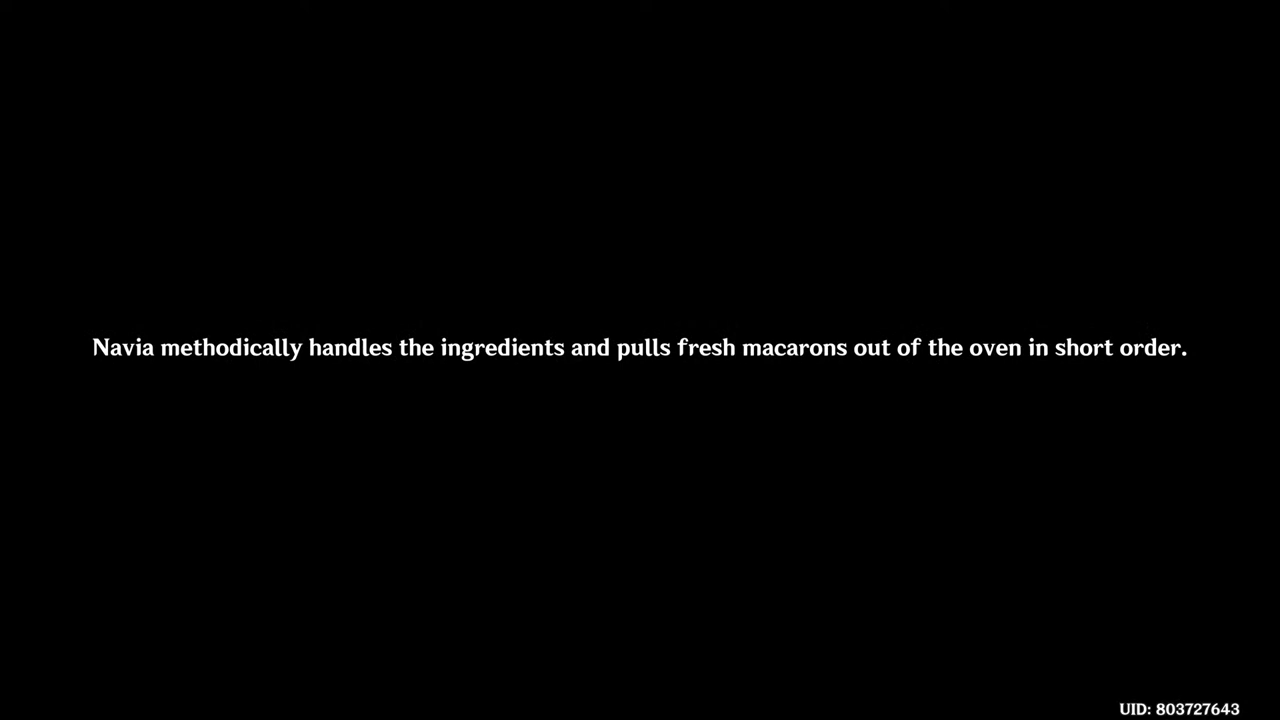 Navia methodically handles the ingredients and pulls fresh macarons out of the oven in short order.
UID: 803727643